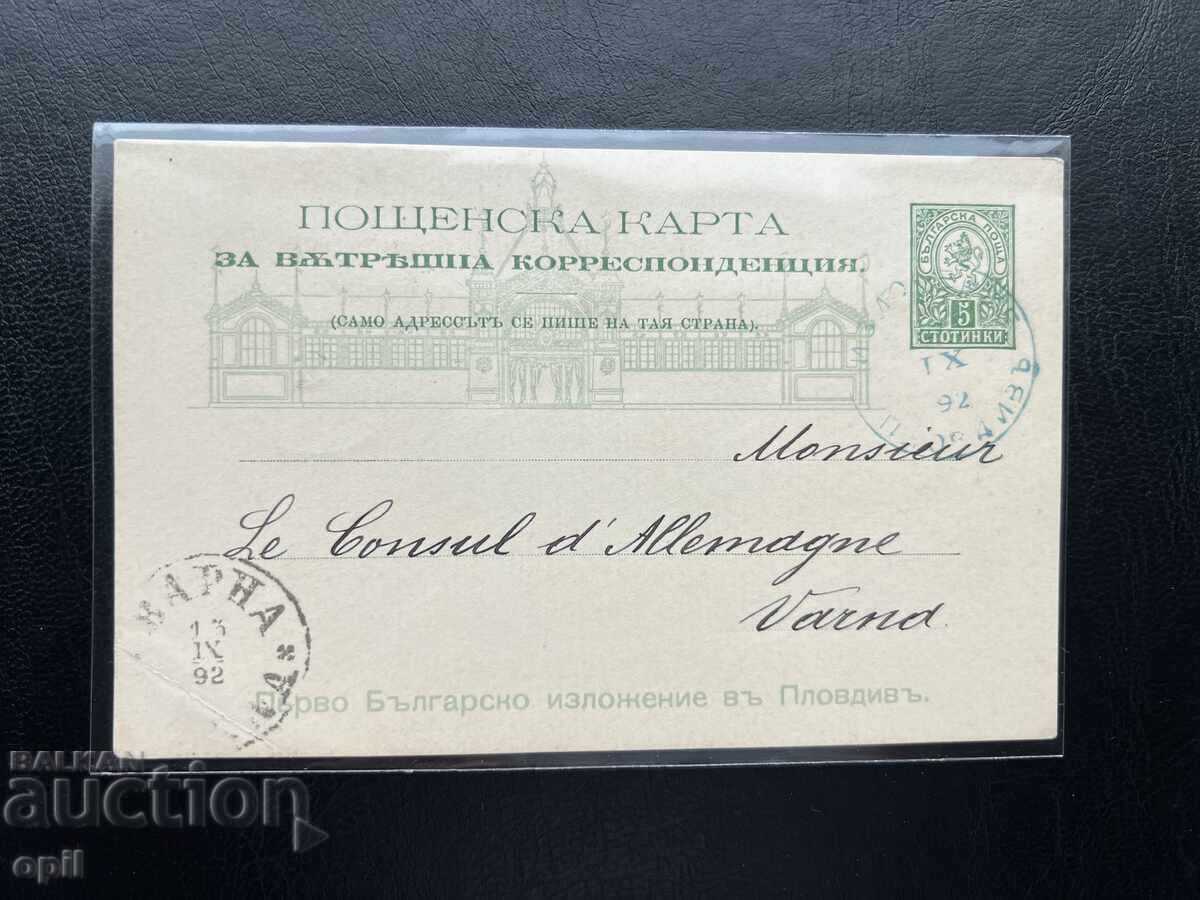 ПОЩЕНСКА КАРТА
ЗА ВѪТРѢШНА КОРРЕСПОНДЕНЦИЯ.
(САМО АДРЕССЪТЪ СЕ ПИШЕ НА ТАЯ СТРАНА).
БЪЛГАРСКА ПОЩА
5
СТОТИНКИ
IX
92
Monsieur
Le Consul d'Allemagne
Varna
ВАРНА
IX
92
Първо Българско изложение въ Пловдивъ.
BALKAN
auction
opil